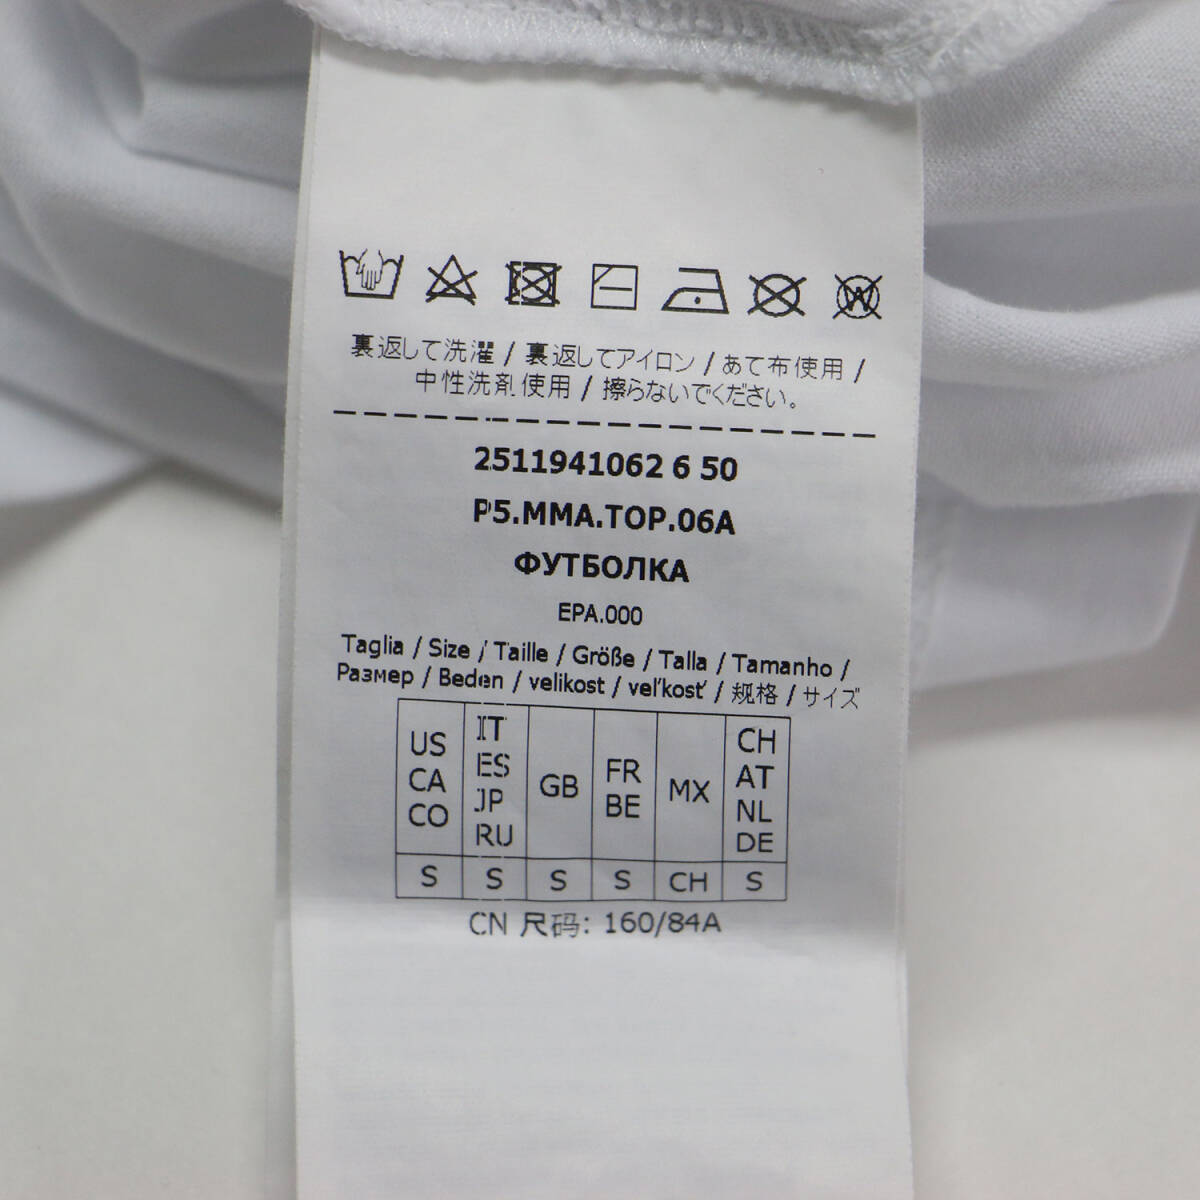 裏返して洗濯 / 裏返してアイロン / あて布使用 /
中性洗剤使用 / 擦らないでください。
2511941062 6 50
P5.MMA.TOP.06A
ФУТБОЛКА
EPA.000
Taglia / Size / Taille / Größe / Talla / Tamanho /
Размер / Beden / velikost / veľkosť / 规格 / サイズ
US CA CO
IT ES JP RU
GB
FR BE
MX
CH AT NL DE
S S S S CH S
CN 尺码: 160/84A